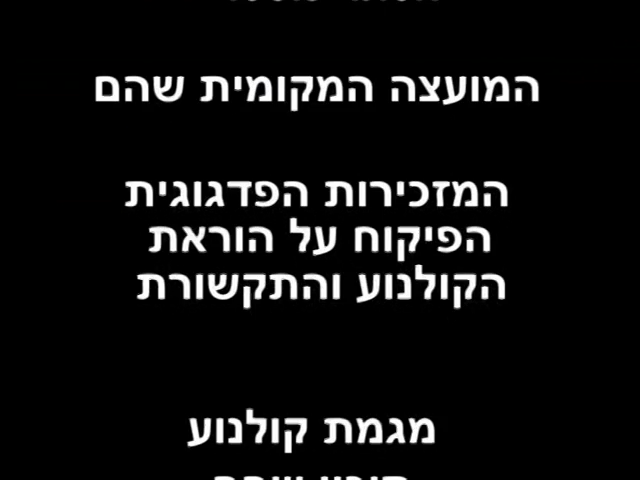 המועצה המקומית שהם
המזכירות הפדגוגית
הפיקוח על הוראת
הקולנוע והתקשורת
מגמת קולנוע